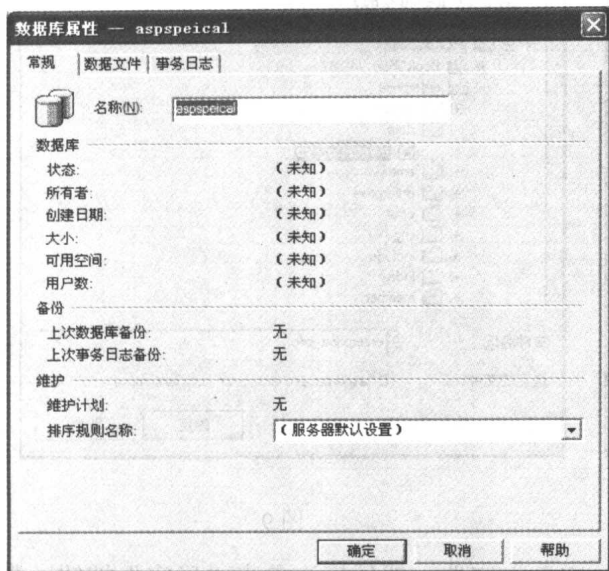 数据库属性 — aspspeical
常规 数据文件 事务日志
名称(N): aspspeical
数据库
状态: (未知)
所有者: (未知)
创建日期: (未知)
大小: (未知)
可用空间: (未知)
用户数: (未知)
备份
上次数据库备份: 无
上次事务日志备份: 无
维护
维护计划: 无
排序规则名称: (服务器默认设置)
确定 取消 帮助